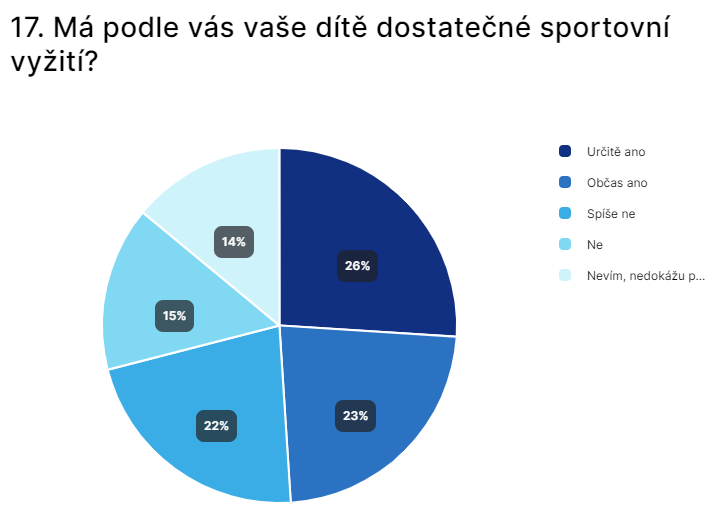 17. Má podle vás vaše dítě dostatečné sportovní
vyžití?
Určitě ano
Občas ano
Spíše ne
Ne
Nevím, nedokážu p...
14%
26%
15%
22%
23%